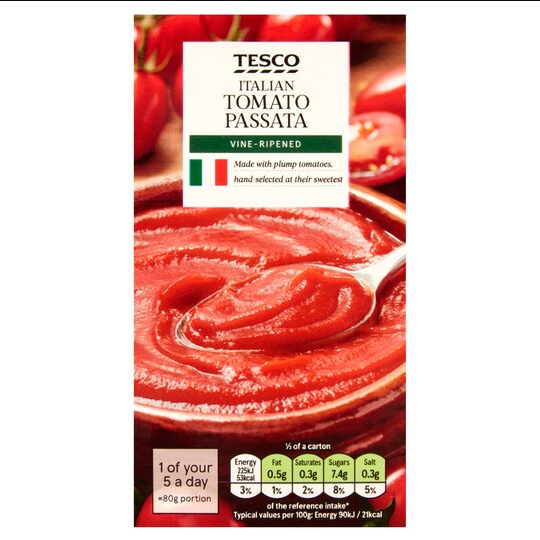 TESCO
ITALIAN
TOMATO
PASSATA
VINE-RIPENED
Made with plump tomatoes,
hand-selected at their sweetest
1 of your
5 a day
=80g portion
⅕ of a carton
Energy Fat Saturates Sugars Salt
225kJ
53kcal 0.5g 0.3g 7.4g 0.3g
3% 1% 2% 8% 5%
of the reference intake*
Typical values per 100g: Energy 90kJ / 21kcal